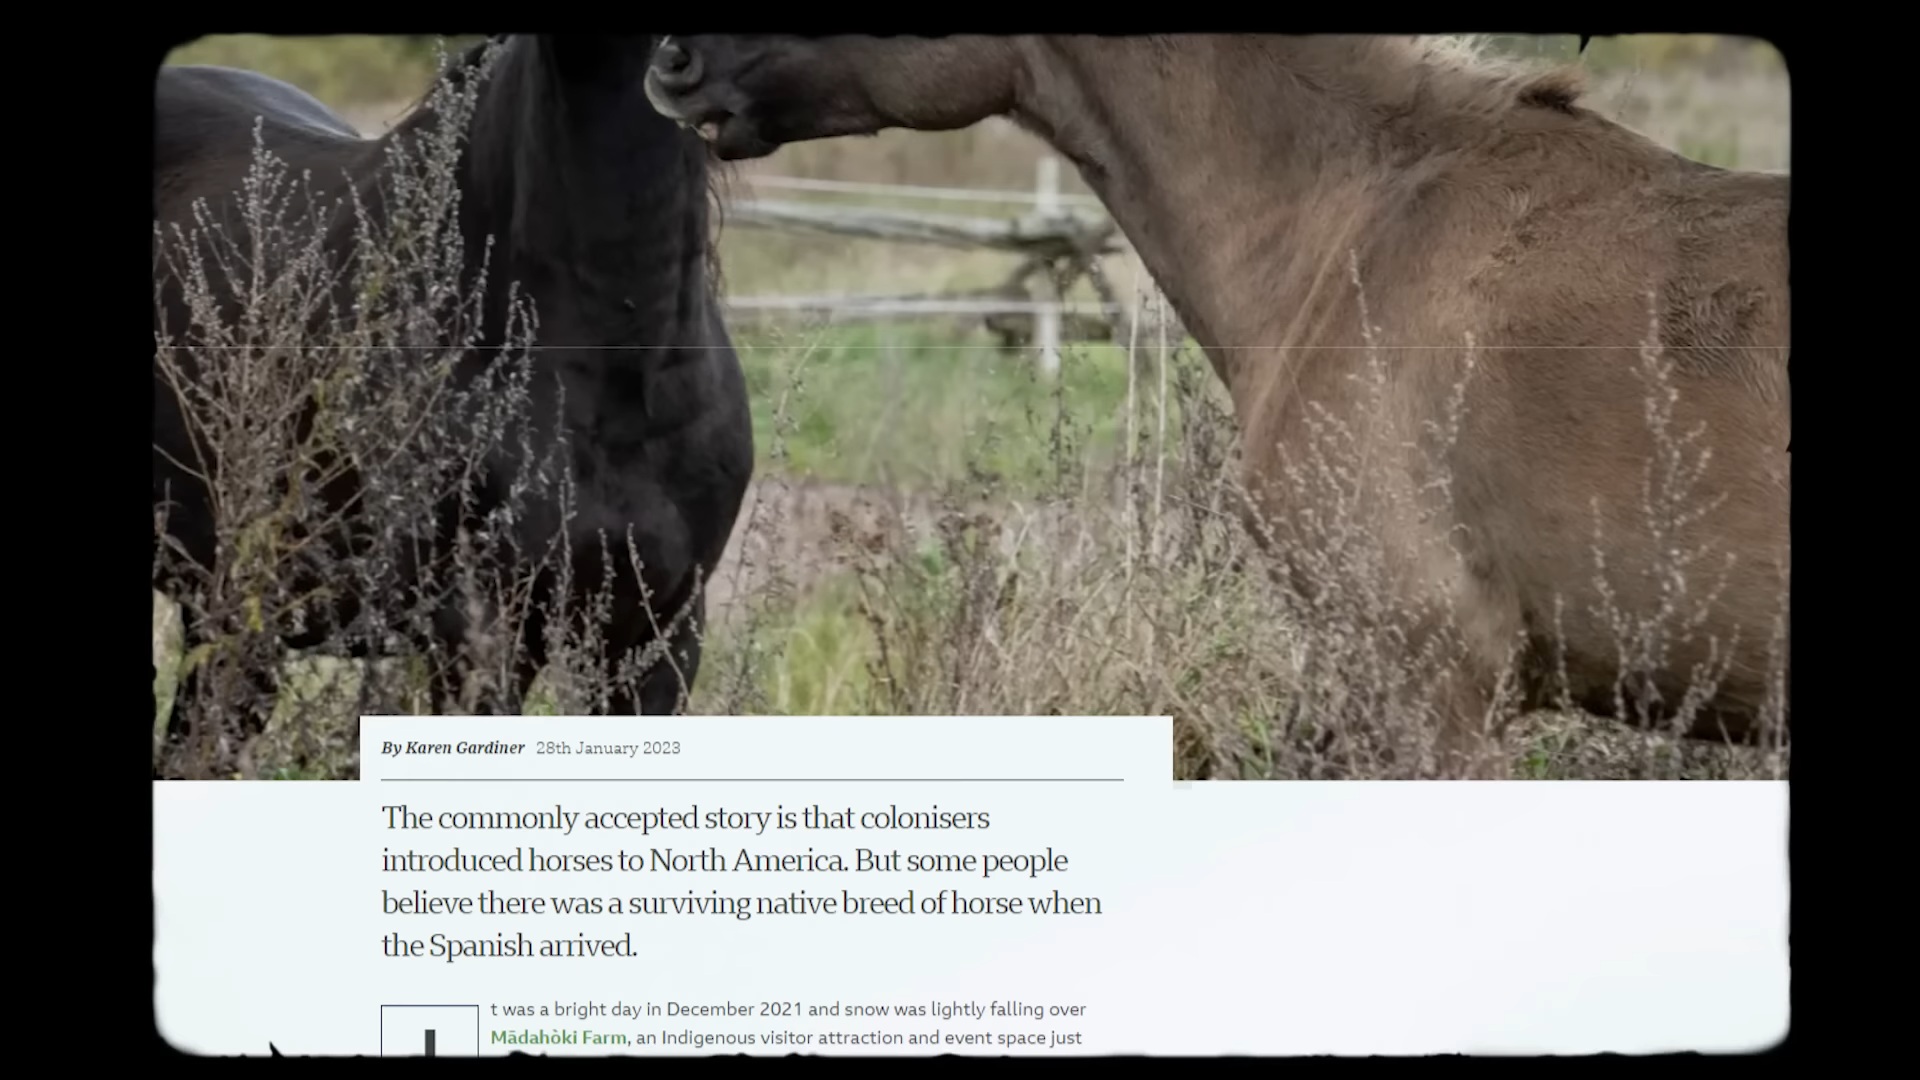 By Karen Gardiner 28th January 2023
The commonly accepted story is that colonisers
introduced horses to North America. But some people
believe there was a surviving native breed of horse when
the Spanish arrived.
It was a bright day in December 2021 and snow was lightly falling over
Mādahòkì Farm, an Indigenous visitor attraction and event space just